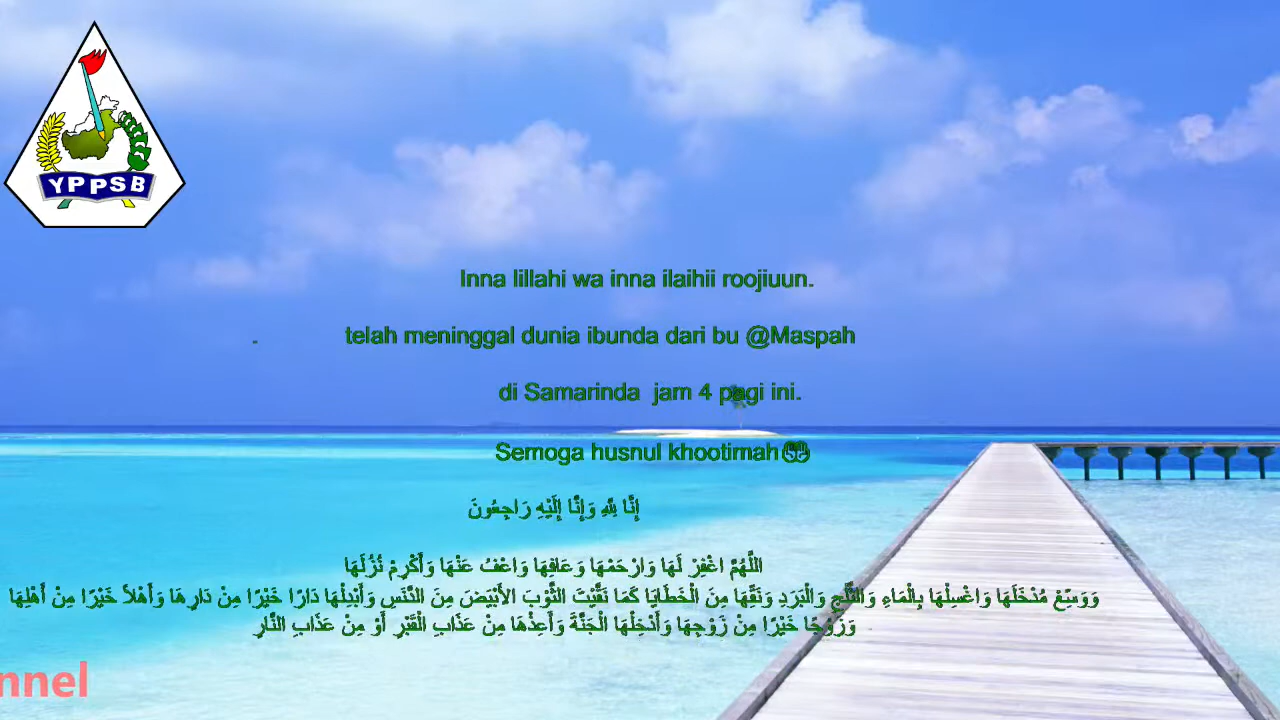 YPPSB
Inna lillahi wa inna ilaihii roojiuun.
. telah meninggal dunia ibunda dari bu @Maspah
di Samarinda jam 4 pagi ini.
Semoga husnul khootimah
إِنَّا لِلّهِ وَإِنَّا إِلَيْهِ رَاجِعُونَ
اللَّهُمَّ اغْفِرْ لَهَا وَارْحَمْهَا وَعَافِهَا وَاعْفُ عَنْهَا وَأَكْرِمْ نُزُلَهَا
وَوَسِّعْ مُدْخَلَهَا وَاغْسِلْهَا بِالْمَاءِ وَالثَّلْجِ وَالْبَرَدِ وَنَقِّهَا مِنَ الْخَطَايَا كَمَا نَقَّيْتَ الثَّوْبَ الأَبْيَضَ مِنَ الدَّنَسِ وَأَبْدِلْهَا دَارًا خَيْرًا مِنْ دَارِهَا وَأَهْلاً خَيْرًا مِنْ أَهْلِهَا
وَزَوْجًا خَيْرًا مِنْ زَوْجِهَا وَأَدْخِلْهَا الْجَنَّةَ وَأَعِذْهَا مِنْ عَذَابِ الْقَبْرِ أَوْ مِنْ عَذَابِ النَّارِ
nnel